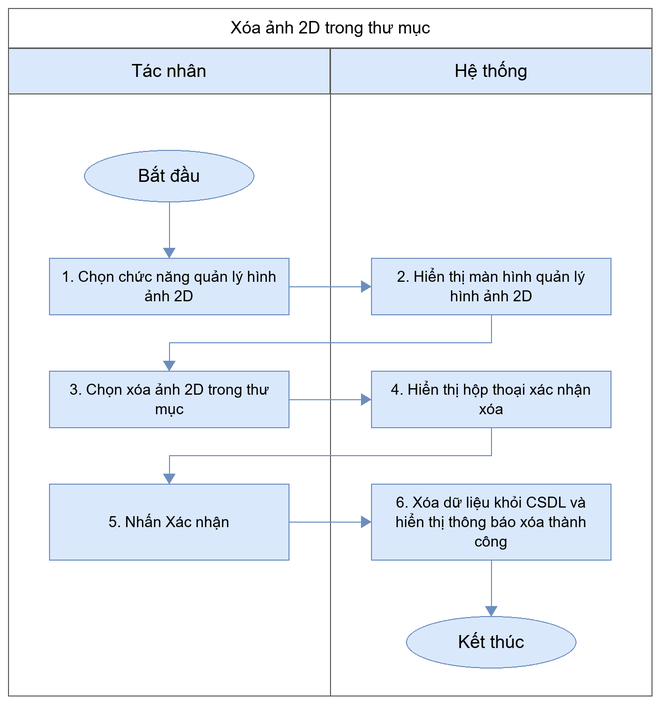 Xóa ảnh 2D trong thư mục
Tác nhân
Hệ thống
Bắt đầu
1. Chọn chức năng quản lý hình
ảnh 2D
2. Hiển thị màn hình quản lý
hình ảnh 2D
3. Chọn xóa ảnh 2D trong thư
mục
4. Hiển thị hộp thoại xác nhận
xóa
5. Nhấn Xác nhận
6. Xóa dữ liệu khỏi CSDL và
hiển thị thông báo xóa thành
công
Kết thúc